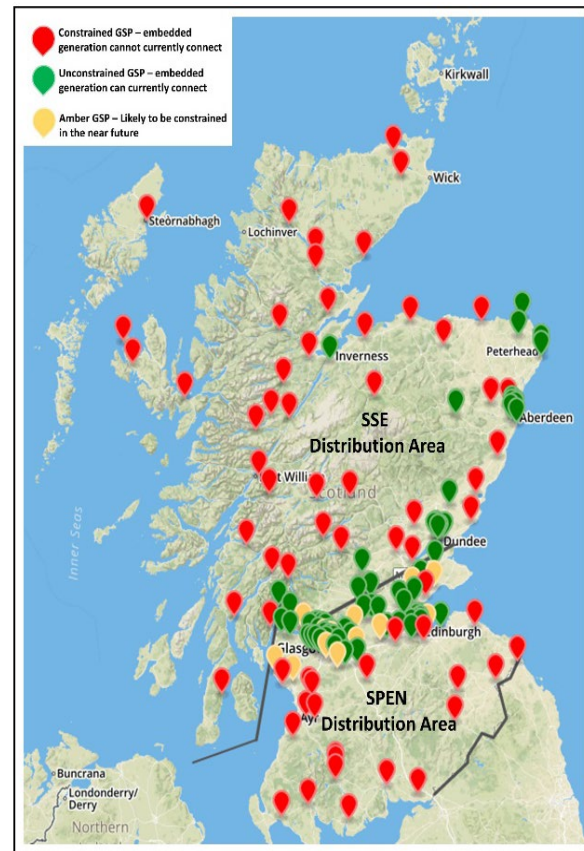 Constrained GSP – embedded
generation cannot currently connect
Unconstrained GSP – embedded
generation can currently connect
Amber GSP – Likely to be constrained
in the near future
Kirkwall
Wick
Steòrnabhagh
Lochinver
Inverness
Peterhead
SSE
Distribution Area
Aberdeen
Scotland
Inner Seas
Dundee
Edinburgh
SPEN
Distribution Area
Buncrana
Londonderry/
Derry
Northern